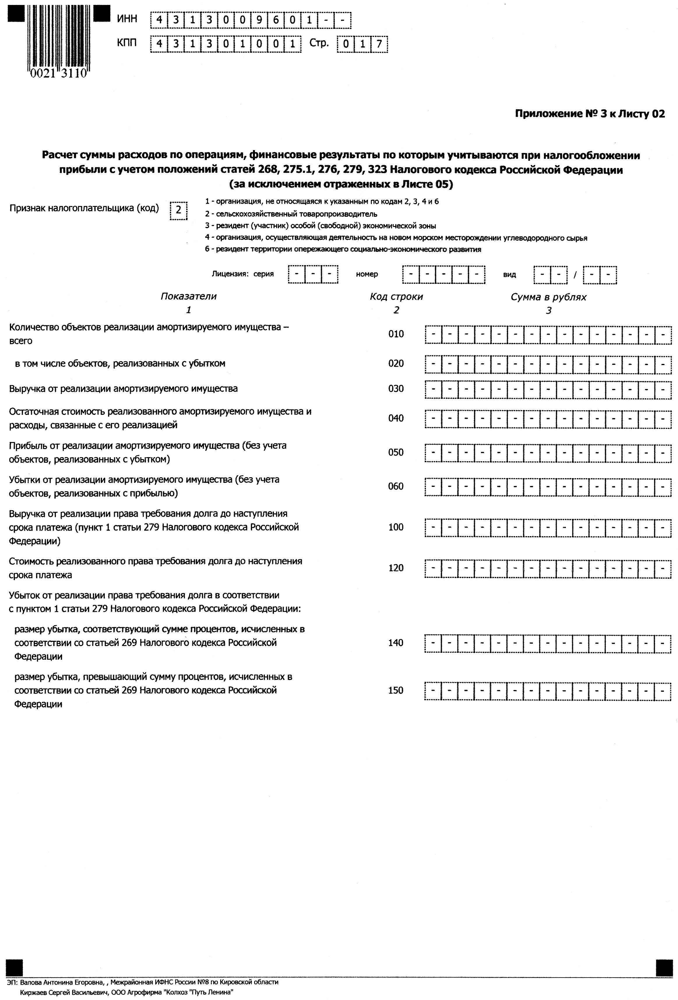 ИНН 4313009601--
КПП 431301001 Стр. 017
0021 3110
Приложение № 3 к Листу 02
Расчет суммы расходов по операциям, финансовые результаты по которым учитываются при налогообложении
прибыли с учетом положений статей 268, 275.1, 276, 279, 323 Налогового кодекса Российской Федерации
(за исключением отраженных в Листе 05)
Признак налогоплательщика (код) 2
1 - организация, не относящаяся к указанным по кодам 2, 3, 4 и 6
2 - сельскохозяйственный товаропроизводитель
3 - резидент (участник) особой (свободной) экономической зоны
4 - организация, осуществляющая деятельность на новом морском месторождении углеводородного сырья
6 - резидент территории опережающего социально-экономического развития
Лицензия: серия --- номер ----- вид -- / --
Показатели Код строки Сумма в рублях
1 2 3
Количество объектов реализации амортизируемого имущества –
всего 010 ---------------
в том числе объектов, реализованных с убытком 020 ---------------
Выручка от реализации амортизируемого имущества 030 ---------------
Остаточная стоимость реализованного амортизируемого имущества и
расходы, связанные с его реализацией 040 ---------------
Прибыль от реализации амортизируемого имущества (без учета
объектов, реализованных с убытком) 050 ---------------
Убытки от реализации амортизируемого имущества (без учета
объектов, реализованных с прибылью) 060 ---------------
Выручка от реализации права требования долга до наступления
срока платежа (пункт 1 статьи 279 Налогового кодекса Российской 100 ---------------
Федерации)
Стоимость реализованного права требования долга до наступления
срока платежа 120 ---------------
Убыток от реализации права требования долга в соответствии
с пунктом 1 статьи 279 Налогового кодекса Российской Федерации:
размер убытка, соответствующий сумме процентов, исчисленных в
соответствии со статьей 269 Налогового кодекса Российской 140 ---------------
Федерации
размер убытка, превышающий сумму процентов, исчисленных в
соответствии со статьей 269 Налогового кодекса Российской 150 ---------------
Федерации
ЭП: Валова Антонина Егоровна, , Межрайонная ИФНС России №8 по Кировской области
Киржаев Сергей Васильевич, ООО Агрофирма "Колхоз "Путь Ленина"